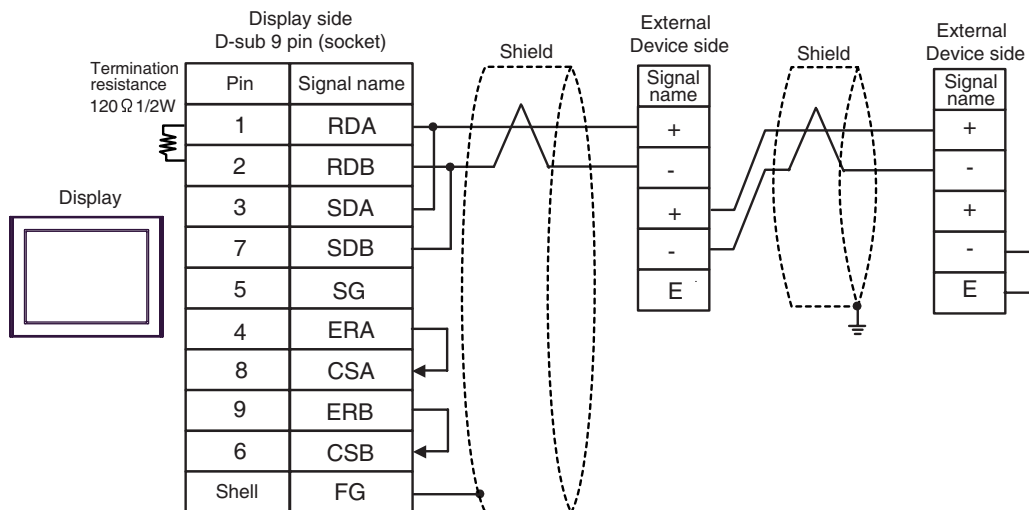 Display side
D-sub 9 pin (socket)
Termination
resistance
120Ω 1/2W
Pin Signal name
1 RDA
2 RDB
3 SDA
7 SDB
5 SG
4 ERA
8 CSA
9 ERB
6 CSB
Shell FG
Display
Shield
External
Device side
Signal
name
+
-
+
-
E
Shield
External
Device side
Signal
name
+
-
+
-
E